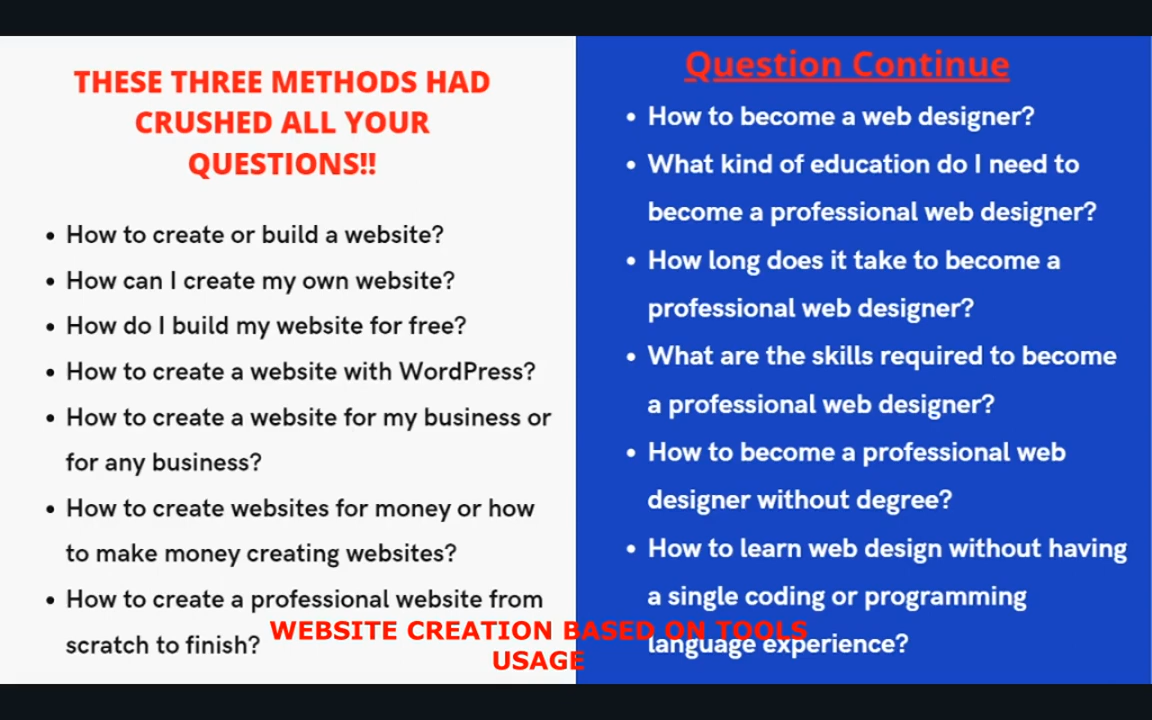 THESE THREE METHODS HAD
CRUSHED ALL YOUR
QUESTIONS!!
• How to create or build a website?
• How can I create my own website?
• How do I build my website for free?
• How to create a website with WordPress?
• How to create a website for my business or
for any business?
• How to create websites for money or how
to make money creating websites?
• How to create a professional website from
scratch to finish?
Question Continue
• How to become a web designer?
• What kind of education do I need to
become a professional web designer?
• How long does it take to become a
professional web designer?
• What are the skills required to become
a professional web designer?
• How to become a professional web
designer without degree?
• How to learn web design without having
a single coding or programming
language experience?
WEBSITE CREATION BASED ON TOOLS
USAGE